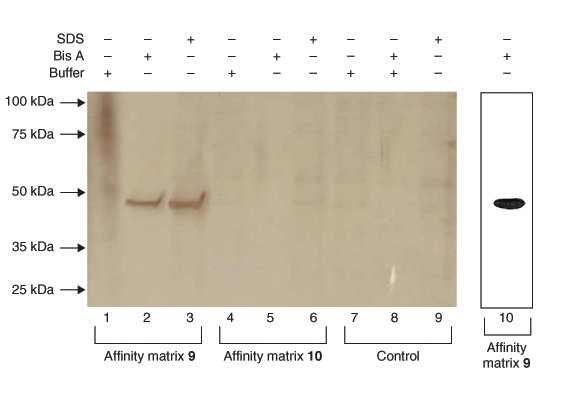 SDS – – + – – + – – + –
Bis A – + – – + – – + – +
Buffer + – – + – – + + – –
100 kDa
75 kDa
50 kDa
35 kDa
25 kDa
1 2 3 4 5 6 7 8 9 10
Affinity matrix 9 Affinity matrix 10 Control Affinity
matrix 9